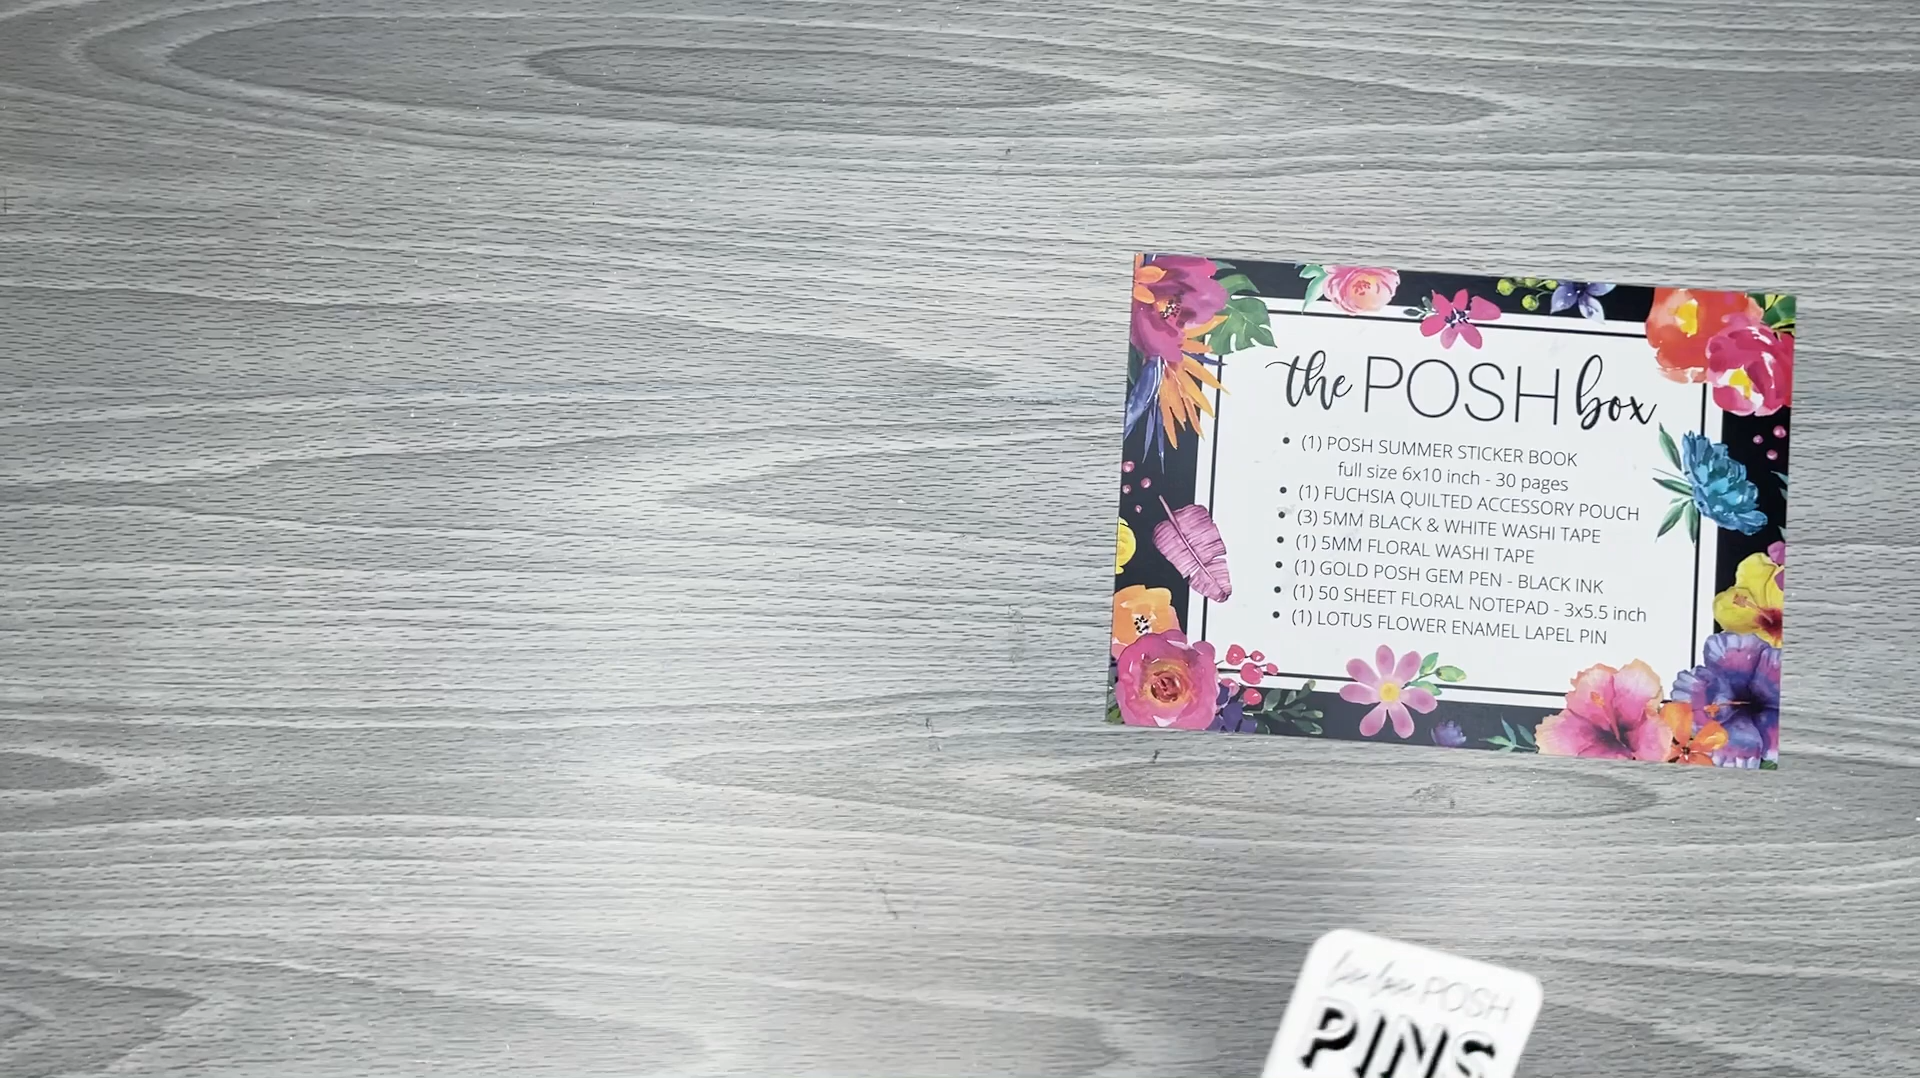 the POSH box
• (1) POSH SUMMER STICKER BOOK
full size 6x10 inch - 30 pages
• (1) FUCHSIA QUILTED ACCESSORY POUCH
• (3) 5MM BLACK & WHITE WASHI TAPE
• (1) 5MM FLORAL WASHI TAPE
• (1) GOLD POSH GEM PEN - BLACK INK
• (1) 50 SHEET FLORAL NOTEPAD - 3x5.5 inch
• (1) LOTUS FLOWER ENAMEL LAPEL PIN
live love POSH
PINS